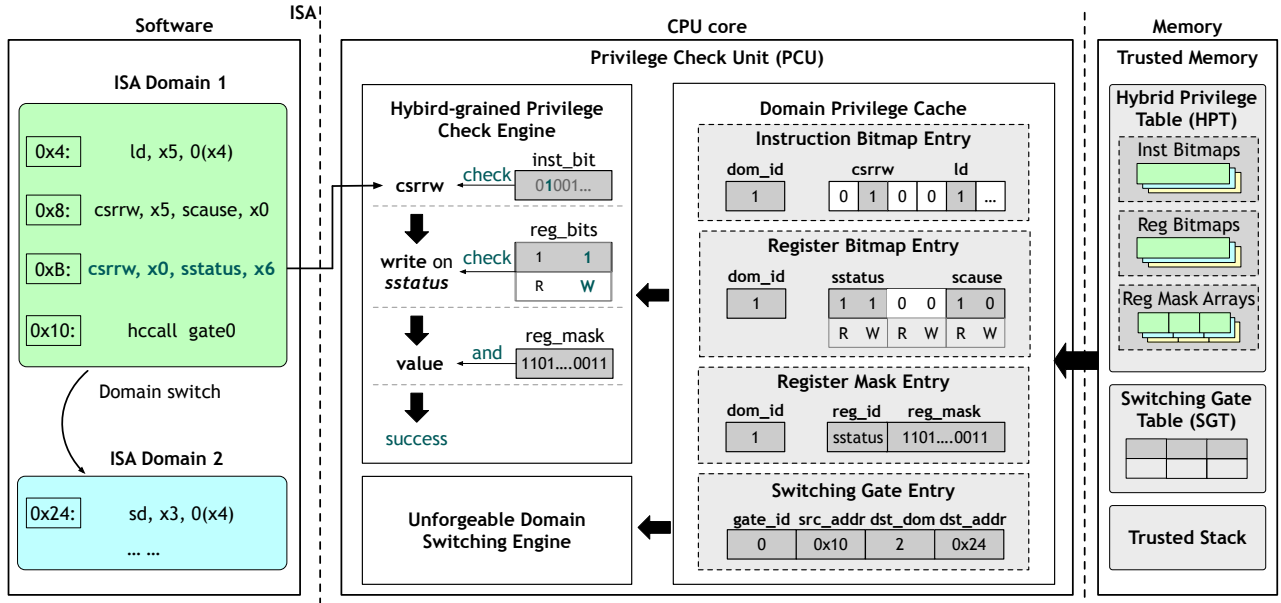 ISA
Software
CPU core
Memory
ISA Domain 1
0x4: ld, x5, 0(x4)
0x8: csrrw, x5, scause, x0
0xB: csrrw, x0, sstatus, x6
0x10: hccall gate0
Domain switch
ISA Domain 2
0x24: sd, x3, 0(x4)
... ...
Privilege Check Unit (PCU)
Hybird-grained Privilege
Check Engine
inst_bit
csrrw check 01001...
reg_bits
write on check 1 1
sstatus R W
reg_mask
value and 1101....0011
success
Unforgeable Domain
Switching Engine
Domain Privilege Cache
Instruction Bitmap Entry
dom_id csrrw ld
1 0 1 0 0 1 ...
Register Bitmap Entry
dom_id sstatus scause
1 1 1 0 0 1 0
R W R W R W
Register Mask Entry
dom_id reg_id reg_mask
1 sstatus 1101....0011
Switching Gate Entry
gate_id src_addr dst_dom dst_addr
0 0x10 2 0x24
Trusted Memory
Hybrid Privilege
Table (HPT)
Inst Bitmaps
Reg Bitmaps
Reg Mask Arrays
Switching Gate
Table (SGT)
Trusted Stack